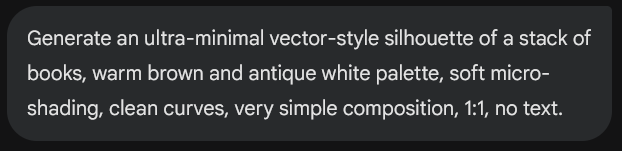 Generate an ultra-minimal vector-style silhouette of a stack of
books, warm brown and antique white palette, soft micro-
shading, clean curves, very simple composition, 1:1, no text.